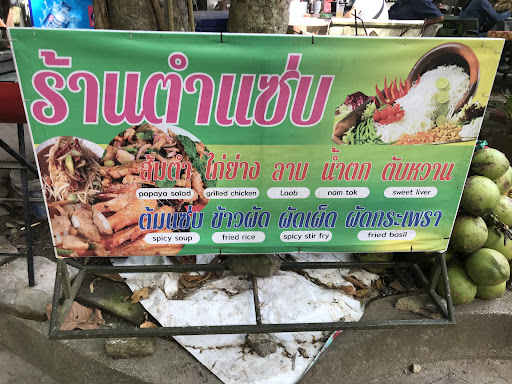 ร้านตำแซ่บ
ส้มตำ ไก่ย่าง ลาบ น้ำตก ตับหวาน
papaya salad grilled chicken Laab nam tok sweet liver
ต้มแซ่บ ข้าวผัด ผัดเผ็ด ผัดกระเพรา
spicy soup fried rice spicy stir fry fried basil